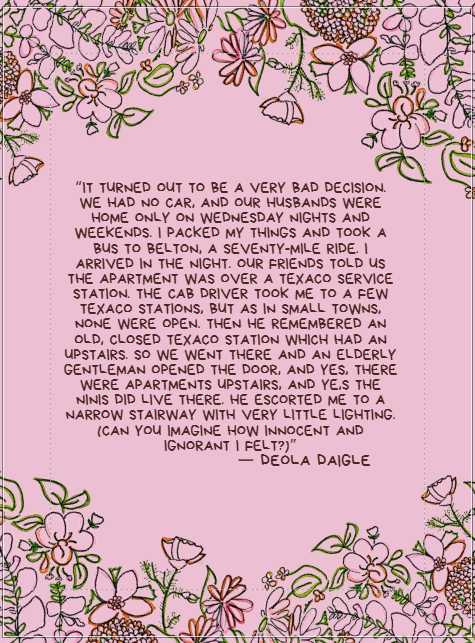 "IT TURNED OUT TO BE A VERY BAD DECISION.
WE HAD NO CAR, AND OUR HUSBANDS WERE
HOME ONLY ON WEDNESDAY NIGHTS AND
WEEKENDS. I PACKED MY THINGS AND TOOK A
BUS TO BELTON, A SEVENTY-MILE RIDE. I
ARRIVED IN THE NIGHT. OUR FRIENDS TOLD US
THE APARTMENT WAS OVER A TEXACO SERVICE
STATION. THE CAB DRIVER TOOK ME TO A FEW
TEXACO STATIONS, BUT AS IN SMALL TOWNS,
NONE WERE OPEN. THEN HE REMEMBERED AN
OLD, CLOSED TEXACO STATION WHICH HAD AN
UPSTAIRS. SO WE WENT THERE AND AN ELDERLY
GENTLEMAN OPENED THE DOOR, AND YES, THERE
WERE APARTMENTS UPSTAIRS, AND YE,S THE
NINIS DID LIVE THERE. HE ESCORTED ME TO A
NARROW STAIRWAY WITH VERY LITTLE LIGHTING.
(CAN YOU IMAGINE HOW INNOCENT AND
IGNORANT I FELT?)"
— DEOLA DAIGLE